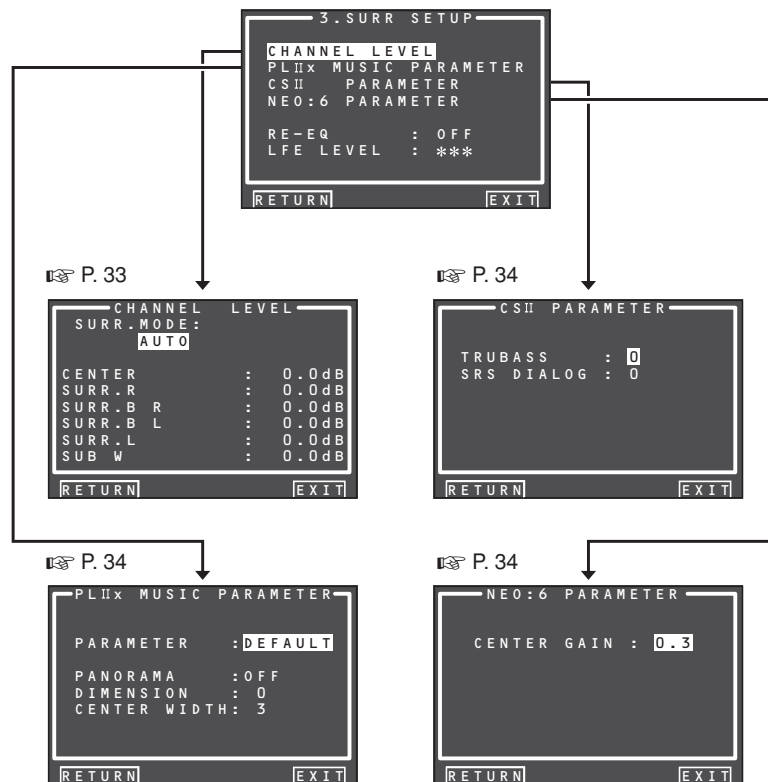 3.SURR SETUP
CHANNEL LEVEL
PLⅡx MUSIC PARAMETER
CSⅡ PARAMETER
NEO:6 PARAMETER
RE-EQ : OFF
LFE LEVEL : ***
RETURN EXIT
☞ P. 33
CHANNEL LEVEL
SURR.MODE:
AUTO
CENTER : 0.0dB
SURR.R : 0.0dB
SURR.B R : 0.0dB
SURR.B L : 0.0dB
SURR.L : 0.0dB
SUB W : 0.0dB
RETURN EXIT
☞ P. 34
CSⅡ PARAMETER
TRUBASS : 0
SRS DIALOG : 0
RETURN EXIT
☞ P. 34
PLⅡx MUSIC PARAMETER
PARAMETER :DEFAULT
PANORAMA :OFF
DIMENSION : 0
CENTER WIDTH: 3
RETURN EXIT
☞ P. 34
NEO:6 PARAMETER
CENTER GAIN : 0.3
RETURN EXIT